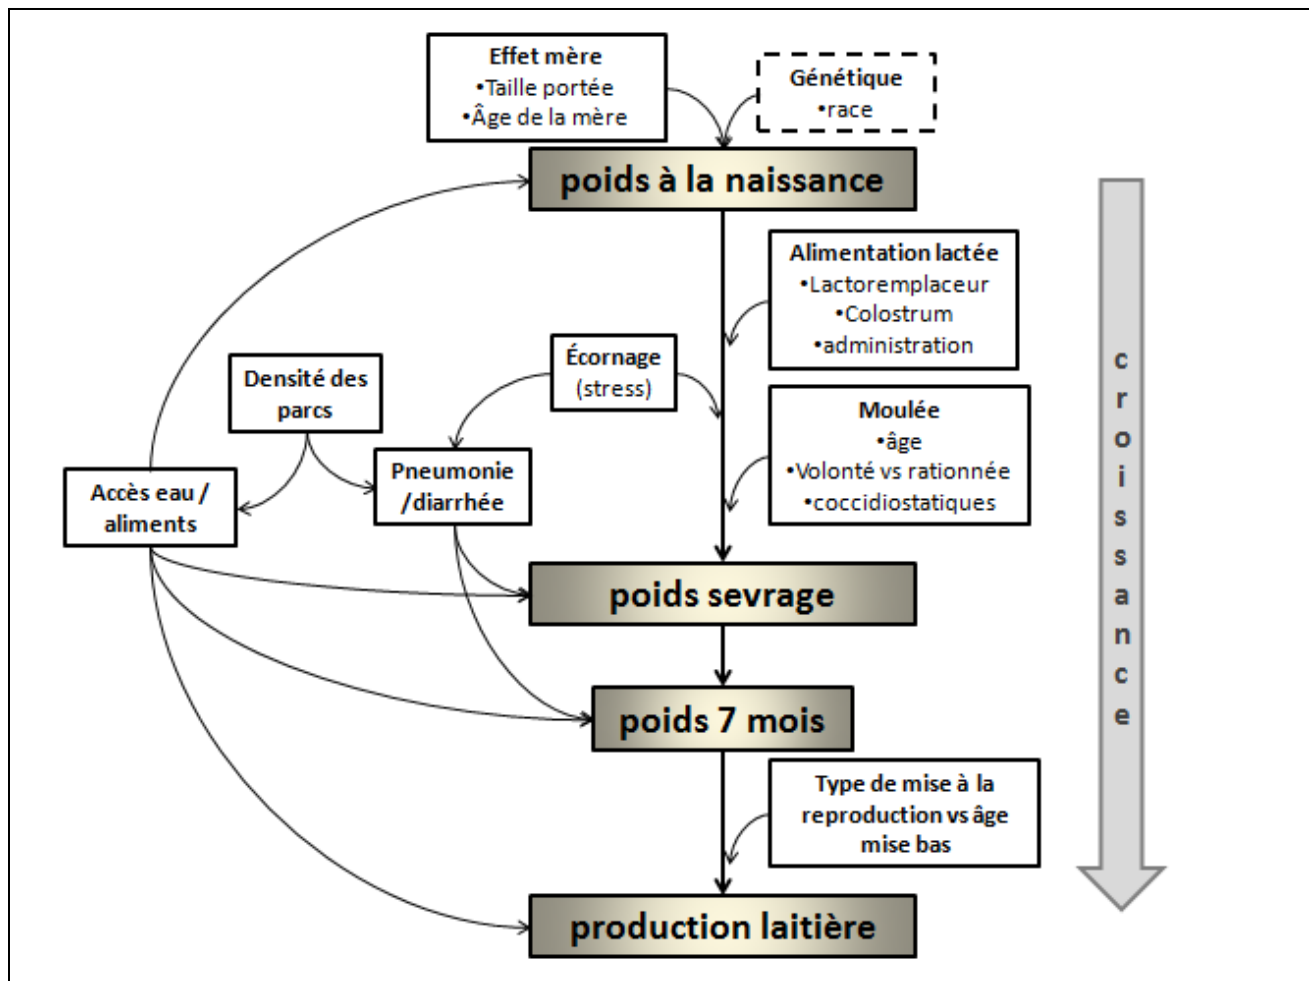 Effet mère
•Taille portée
•Âge de la mère
Génétique
•race
poids à la naissance
Alimentation lactée
•Lactoremplaceur
•Colostrum
•administration
Écornage
(stress)
Densité des
parcs
Moulée
•âge
•Volonté vs rationnée
•coccidiostatiques
Pneumonie
/diarrhée
Accès eau /
aliments
poids sevrage
poids 7 mois
Type de mise à la
reproduction vs âge
mise bas
production laitière
croissance